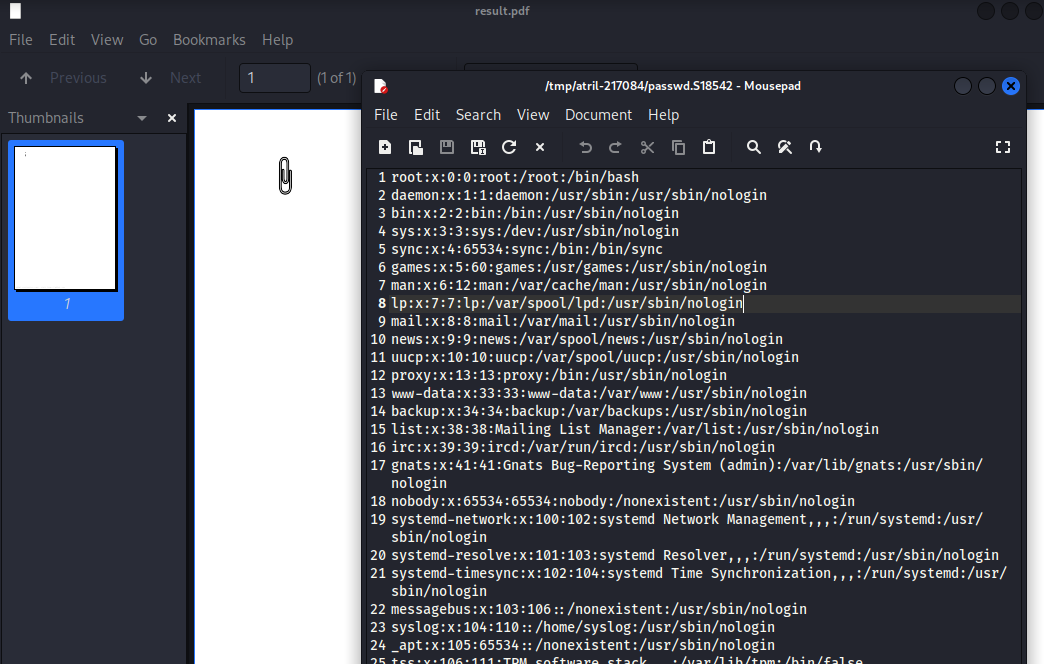 result.pdf
File Edit View Go Bookmarks Help
Previous Next 1 (1 of 1)
Thumbnails
1
/tmp/atril-217084/passwd.S18542 - Mousepad
File Edit Search View Document Help
1 root:x:0:0:root:/root:/bin/bash
2 daemon:x:1:1:daemon:/usr/sbin:/usr/sbin/nologin
3 bin:x:2:2:bin:/bin:/usr/sbin/nologin
4 sys:x:3:3:sys:/dev:/usr/sbin/nologin
5 sync:x:4:65534:sync:/bin:/bin/sync
6 games:x:5:60:games:/usr/games:/usr/sbin/nologin
7 man:x:6:12:man:/var/cache/man:/usr/sbin/nologin
8 lp:x:7:7:lp:/var/spool/lpd:/usr/sbin/nologin
9 mail:x:8:8:mail:/var/mail:/usr/sbin/nologin
10 news:x:9:9:news:/var/spool/news:/usr/sbin/nologin
11 uucp:x:10:10:uucp:/var/spool/uucp:/usr/sbin/nologin
12 proxy:x:13:13:proxy:/bin:/usr/sbin/nologin
13 www-data:x:33:33:www-data:/var/www:/usr/sbin/nologin
14 backup:x:34:34:backup:/var/backups:/usr/sbin/nologin
15 list:x:38:38:Mailing List Manager:/var/list:/usr/sbin/nologin
16 irc:x:39:39:ircd:/var/run/ircd:/usr/sbin/nologin
17 gnats:x:41:41:Gnats Bug-Reporting System (admin):/var/lib/gnats:/usr/sbin/
nologin
18 nobody:x:65534:65534:nobody:/nonexistent:/usr/sbin/nologin
19 systemd-network:x:100:102:systemd Network Management,,,:/run/systemd:/usr/
sbin/nologin
20 systemd-resolve:x:101:103:systemd Resolver,,,:/run/systemd:/usr/sbin/nologin
21 systemd-timesync:x:102:104:systemd Time Synchronization,,,:/run/systemd:/usr/
sbin/nologin
22 messagebus:x:103:106::/nonexistent:/usr/sbin/nologin
23 syslog:x:104:110::/home/syslog:/usr/sbin/nologin
24 _apt:x:105:65534::/nonexistent:/usr/sbin/nologin
25 tss:x:106:111:TPM software stack,,,:/var/lib/tpm:/bin/false